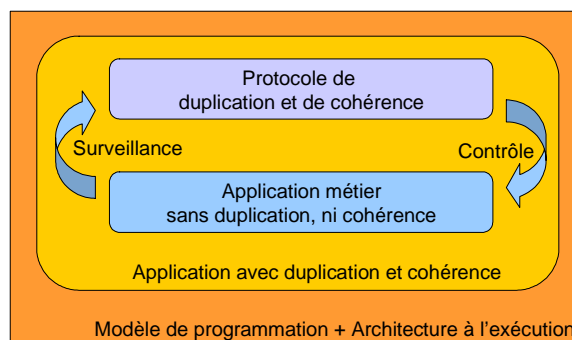 Protocole de
duplication et de cohérence
Surveillance
Contrôle
Application métier
sans duplication, ni cohérence
Application avec duplication et cohérence
Modèle de programmation + Architecture à l'exécution